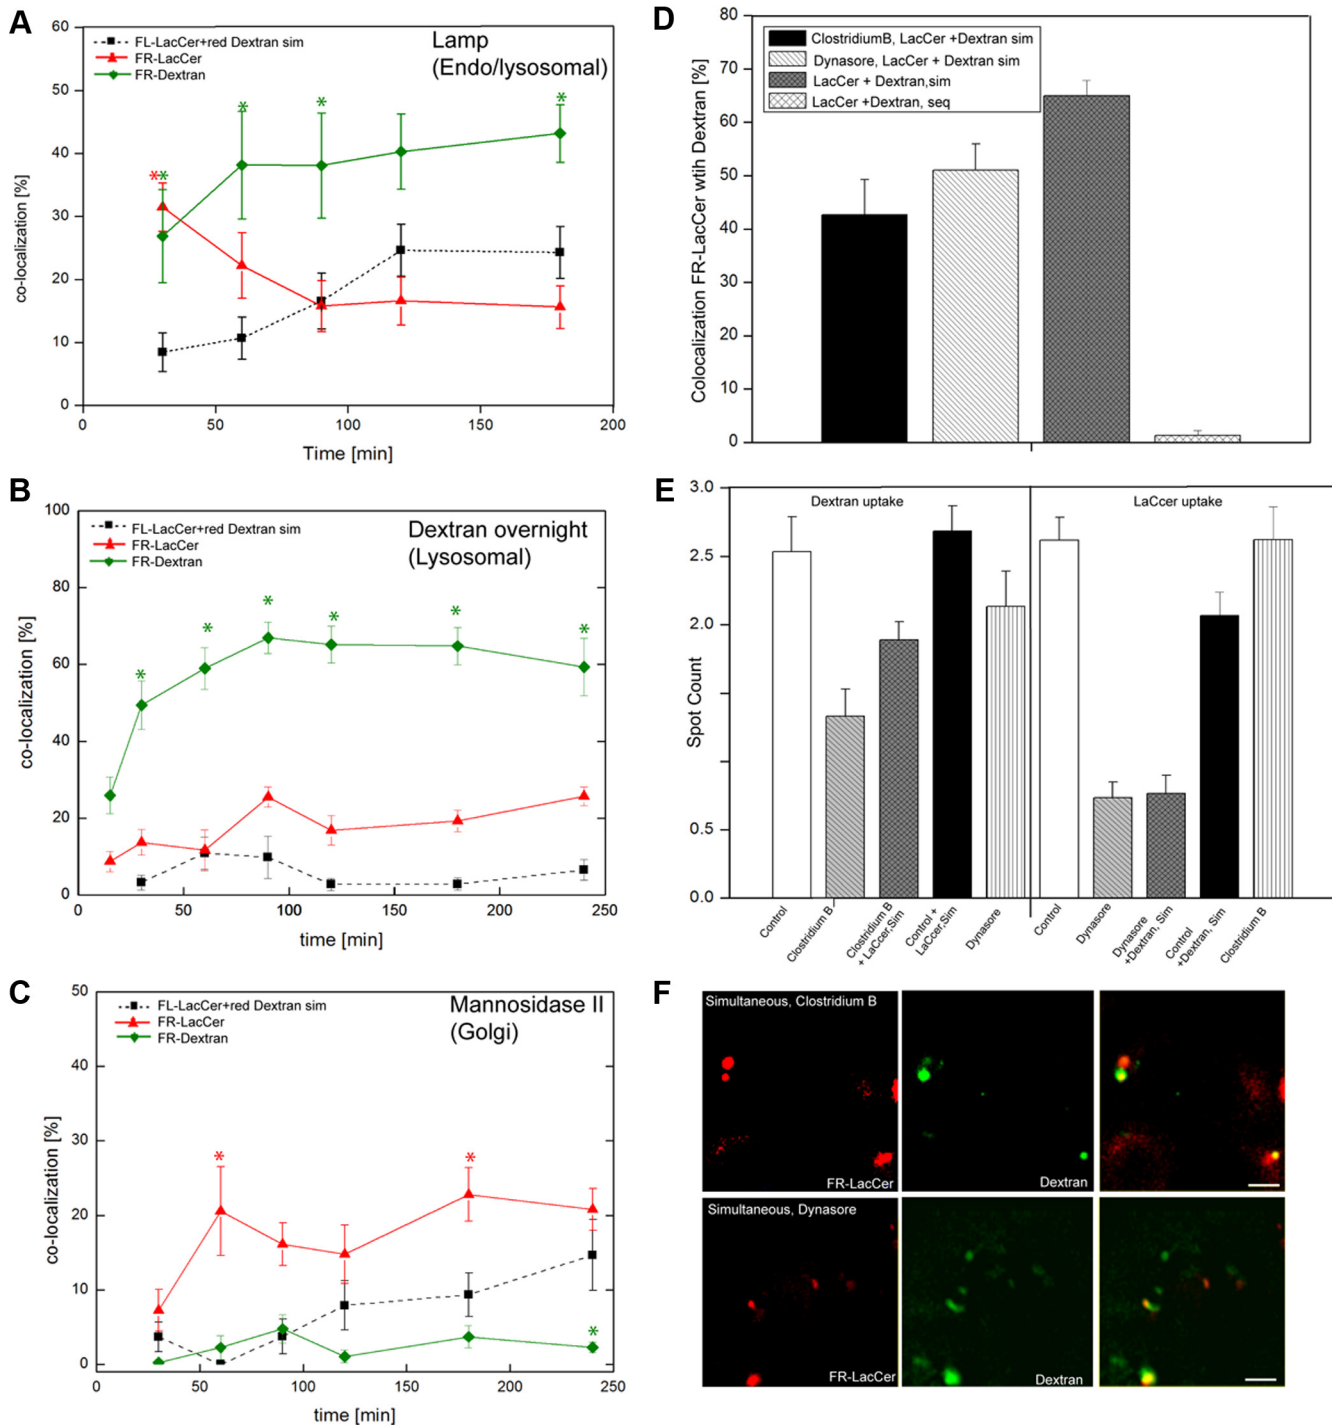 A
60
50
40
30
20
10
0
co-localization [%]
FL-LacCer+red Dextran sim
FR-LacCer
FR-Dextran
Lamp
(Endo/lysosomal)
*
*
*
**
0
50
100
150
200
Time [min]
B
100
80
60
40
20
0
co-localization [%]
FL-LacCer+red Dextran sim
FR-LacCer
FR-Dextran
Dextran overnight
(Lysosomal)
*
*
*
*
*
*
0
50
100
150
200
250
time [min]
C
50
40
30
20
10
0
co-localization [%]
FL-LacCer+red Dextran sim
FR-LacCer
FR-Dextran
Mannosidase II
(Golgi)
*
*
*
0
50
100
150
200
250
time [min]
D
80
70
60
50
40
30
20
10
0
Colocalization FR-LacCer wtih Dextran [%]
ClostridiumB, LacCer +Dextran sim
Dynasore, LacCer + Dextran sim
LacCer + Dextran,sim
LacCer +Dextran, seq
E
3.0
2.5
2.0
0.5
0.0
Spot Count
Dextran uptake
LaCcer uptake
Control
Clostridium B
Clostridium B
+ LaCcer,Sim
Control +
LaCcer,Sim
Dynasore
Control
Dynasore
Dynasore
+Dextran, Sim
Control
+Dextran, Sim
Clostridium B
F
Simultaneous, Clostridium B
FR-LacCer
Dextran
Simultaneous, Dynasore
FR-LacCer
Dextran